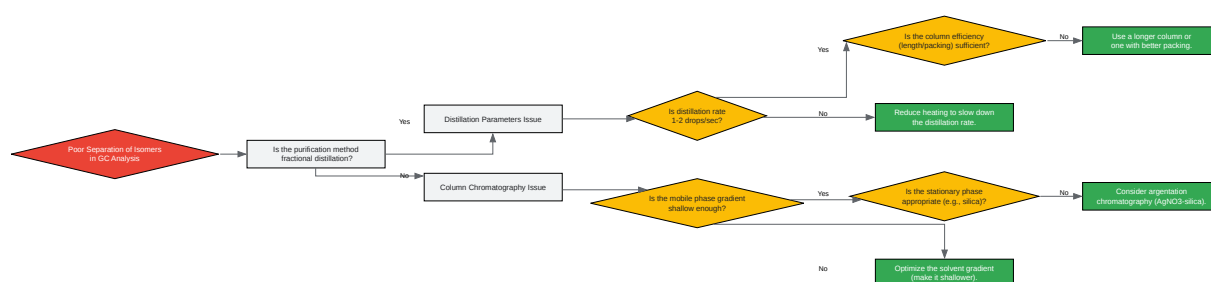 Poor Separation of Isomers
in GC Analysis
Is the purification method
fractional distillation?
Yes
No
Distillation Parameters Issue
Column Chromatography Issue
Is distillation rate
1-2 drops/sec?
Yes
No
Is the column efficiency
(length/packing) sufficient?
No
Use a longer column or
one with better packing.
Reduce heating to slow down
the distillation rate.
Is the mobile phase gradient
shallow enough?
Yes
No
Is the stationary phase
appropriate (e.g., silica)?
No
Consider argentation
chromatography (AgNO3-silica).
Optimize the solvent gradient
(make it shallower).